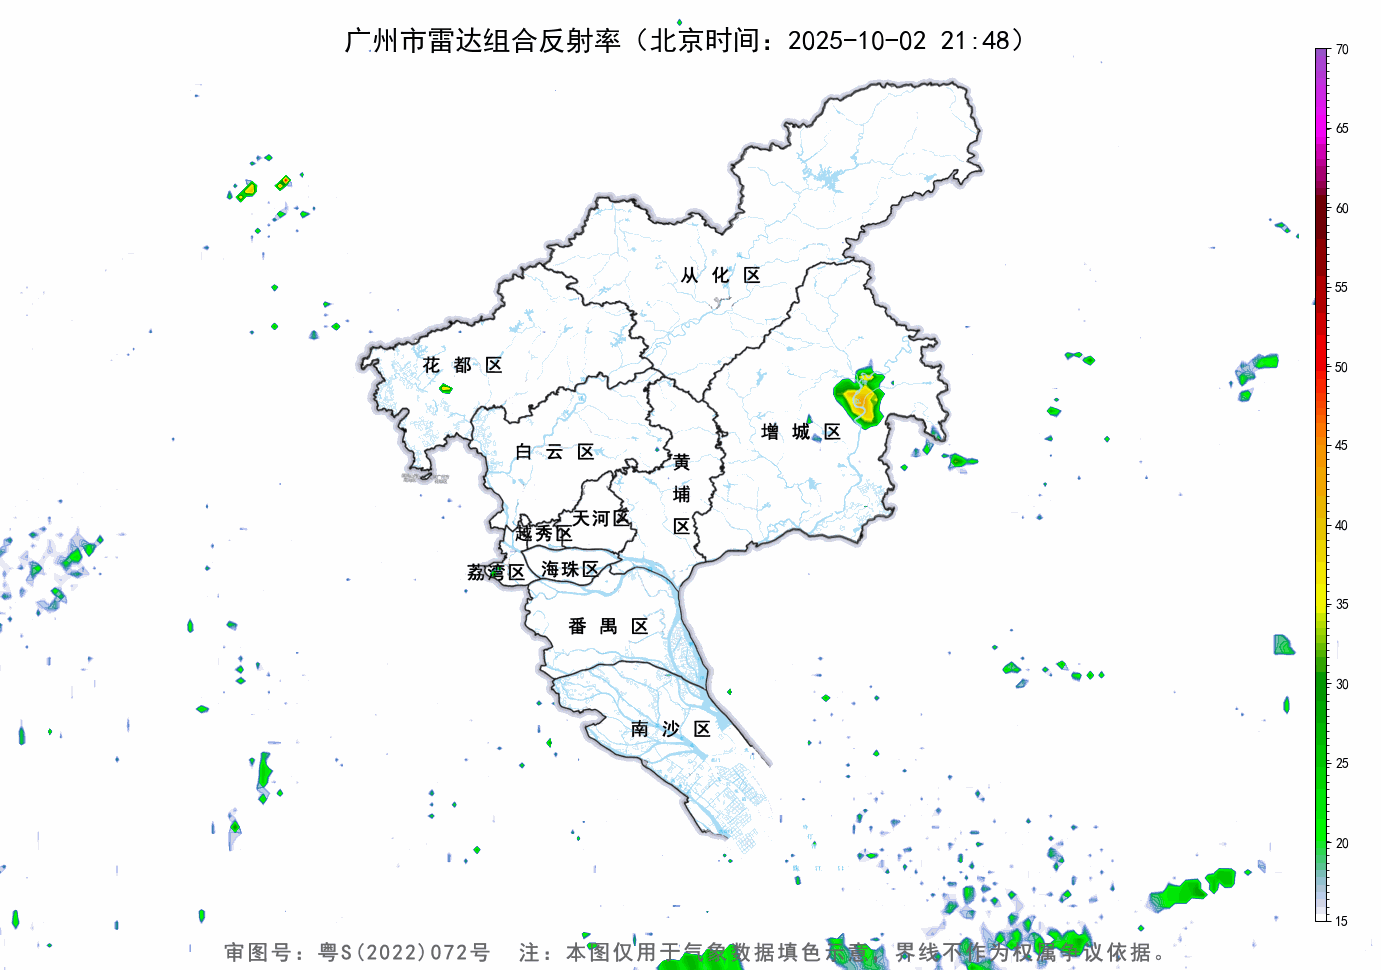 广州市雷达组合反射率（北京时间：2025-10-02 21:48）
70
65
60
55
50
45
40
35
30
25
20
15
从化区
花都区
增城区
白云区
黄埔区
天河区
越秀区
荔湾区
海珠区
番禺区
南沙区
审图号：粤S(2022)072号 注：本图仅用于气象数据填色示意，界线不作为权属争议依据。